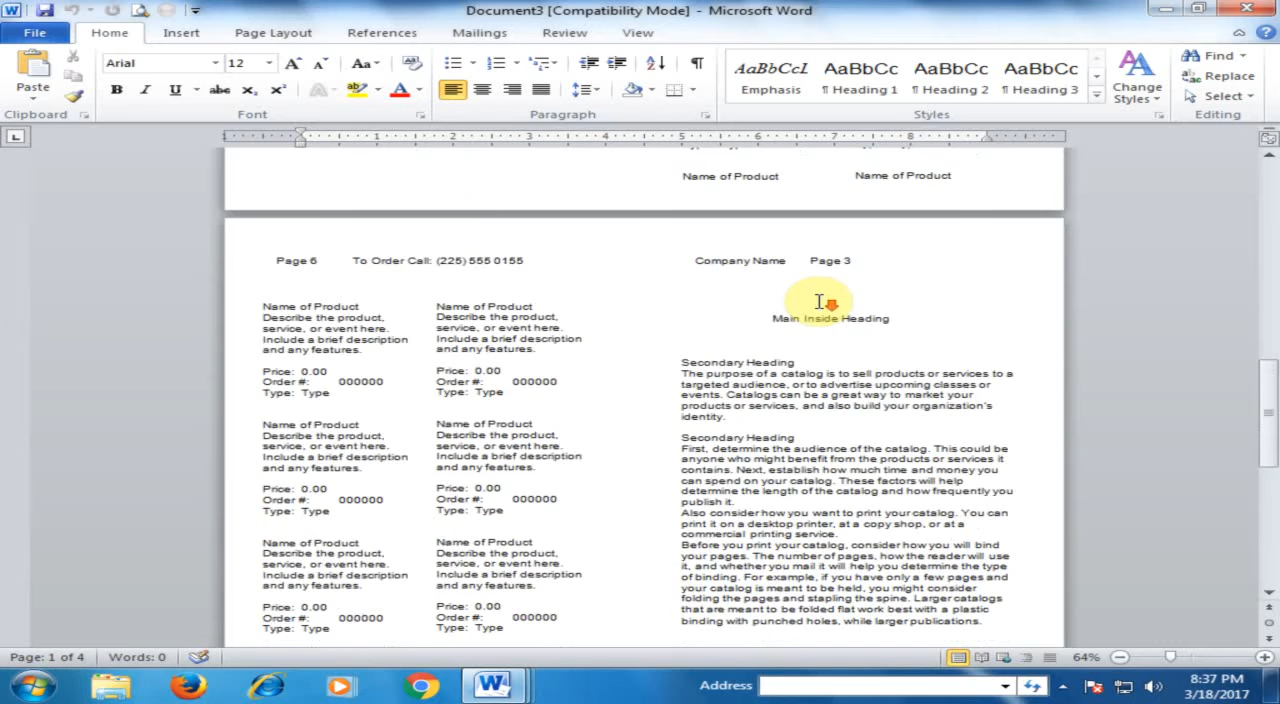 Document3 [Compatibility Mode] - Microsoft Word
File Home Insert Page Layout References Mailings Review View
Paste
Clipboard
Arial 12
Font
Paragraph
AaBbCcL AaBbCc AaBbCc AaBbCc
Emphasis ¶ Heading 1 ¶ Heading 2 ¶ Heading 3
Styles
Change
Styles
Find
Replace
Select
Editing
1 2 3 4 5 6 7 8
Name of Product Name of Product
Page 6 To Order Call: (225) 555 0155
Name of Product
Describe the product,
service, or event here.
Include a brief description
and any features.
Price: 0.00
Order #: 000000
Type: Type
Name of Product
Describe the product,
service, or event here.
Include a brief description
and any features.
Price: 0.00
Order #: 000000
Type: Type
Name of Product
Describe the product,
service, or event here.
Include a brief description
and any features.
Price: 0.00
Order #: 000000
Type: Type
Name of Product
Describe the product,
service, or event here.
Include a brief description
and any features.
Price: 0.00
Order #: 000000
Type: Type
Name of Product
Describe the product,
service, or event here.
Include a brief description
and any features.
Price: 0.00
Order #: 000000
Type: Type
Name of Product
Describe the product,
service, or event here.
Include a brief description
and any features.
Price: 0.00
Order #: 000000
Type: Type
Company Name Page 3
Main Inside Heading
Secondary Heading
The purpose of a catalog is to sell products or services to a
targeted audience, or to advertise upcoming classes or
events. Catalogs can be a great way to market your
products or services, and also build your organization's
identity.
Secondary Heading
First, determine the audience of the catalog. This could be
anyone who might benefit from the products or services it
contains. Next, establish how much time and money you
can spend on your catalog. These factors will help
determine the length of the catalog and how frequently you
publish it.
Also consider how you want to print your catalog. You can
print it on a desktop printer, at a copy shop, or at a
commercial printing service.
Before you print your catalog, consider how you will bind
your pages. The number of pages, how the reader will use
it, and whether you mail it will help you determine the type
of binding. For example, if you have only a few pages and
your catalog is meant to be held, you might consider
folding the pages and stapling the spine. Larger catalogs
that are meant to be folded flat work best with a plastic
binding with punched holes, while larger publications.
Page: 1 of 4 Words: 0 64%
Address
8:37 PM
3/18/2017